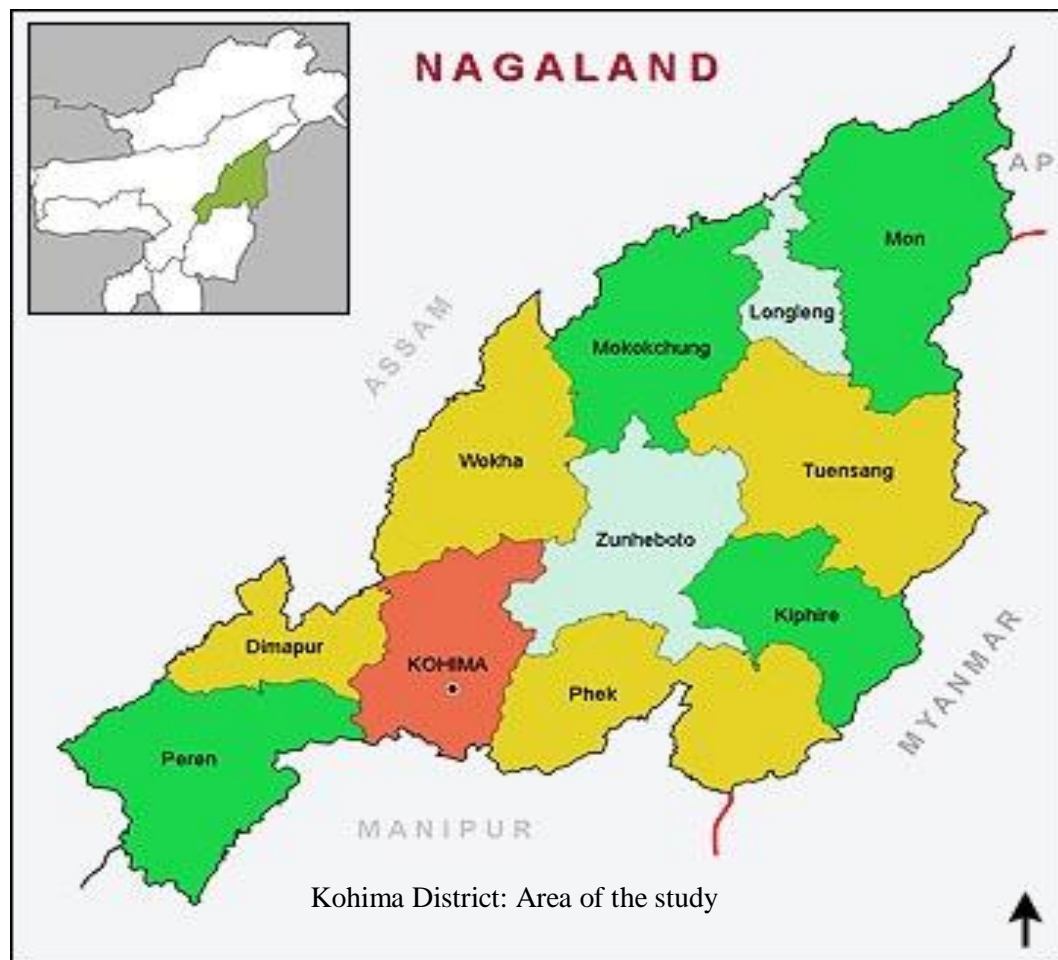 NAGALAND
AP
Mon
Longleng
ASSAM
Mokokchung
Wokha
Tuensang
Zunheboto
Kiphire
Dimapur
KOHIMA
Phek
MYANMAR
Peren
MANIPUR
Kohima District: Area of the study